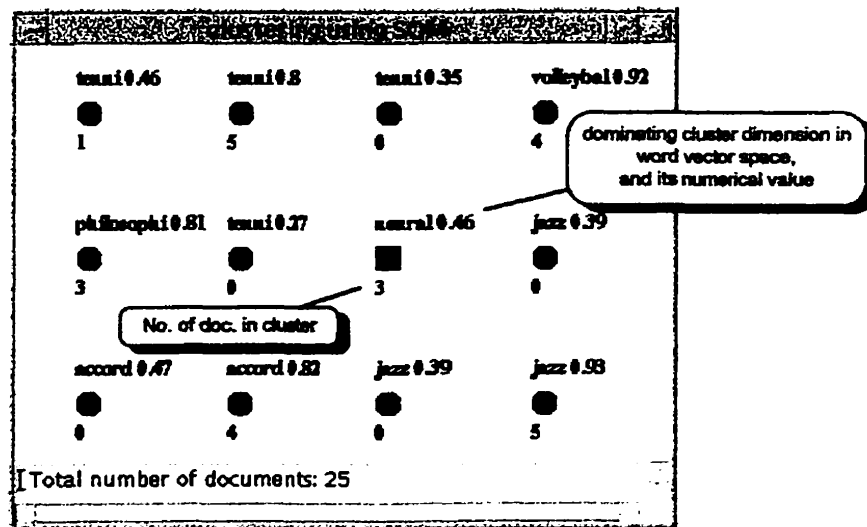 clustering using SOM
tenni 0.46 tenni 0.8 tenni 0.35 volleybal 0.92
1 5 0 4
dominating cluster dimension in
word vector space,
and its numerical value
philosophi 0.81 tenni 0.27 neural 0.46 jazz 0.39
3 0 3 0
No. of doc. in cluster
accord 0.47 accord 0.82 jazz 0.39 jazz 0.93
0 4 0 5
Total number of documents: 25